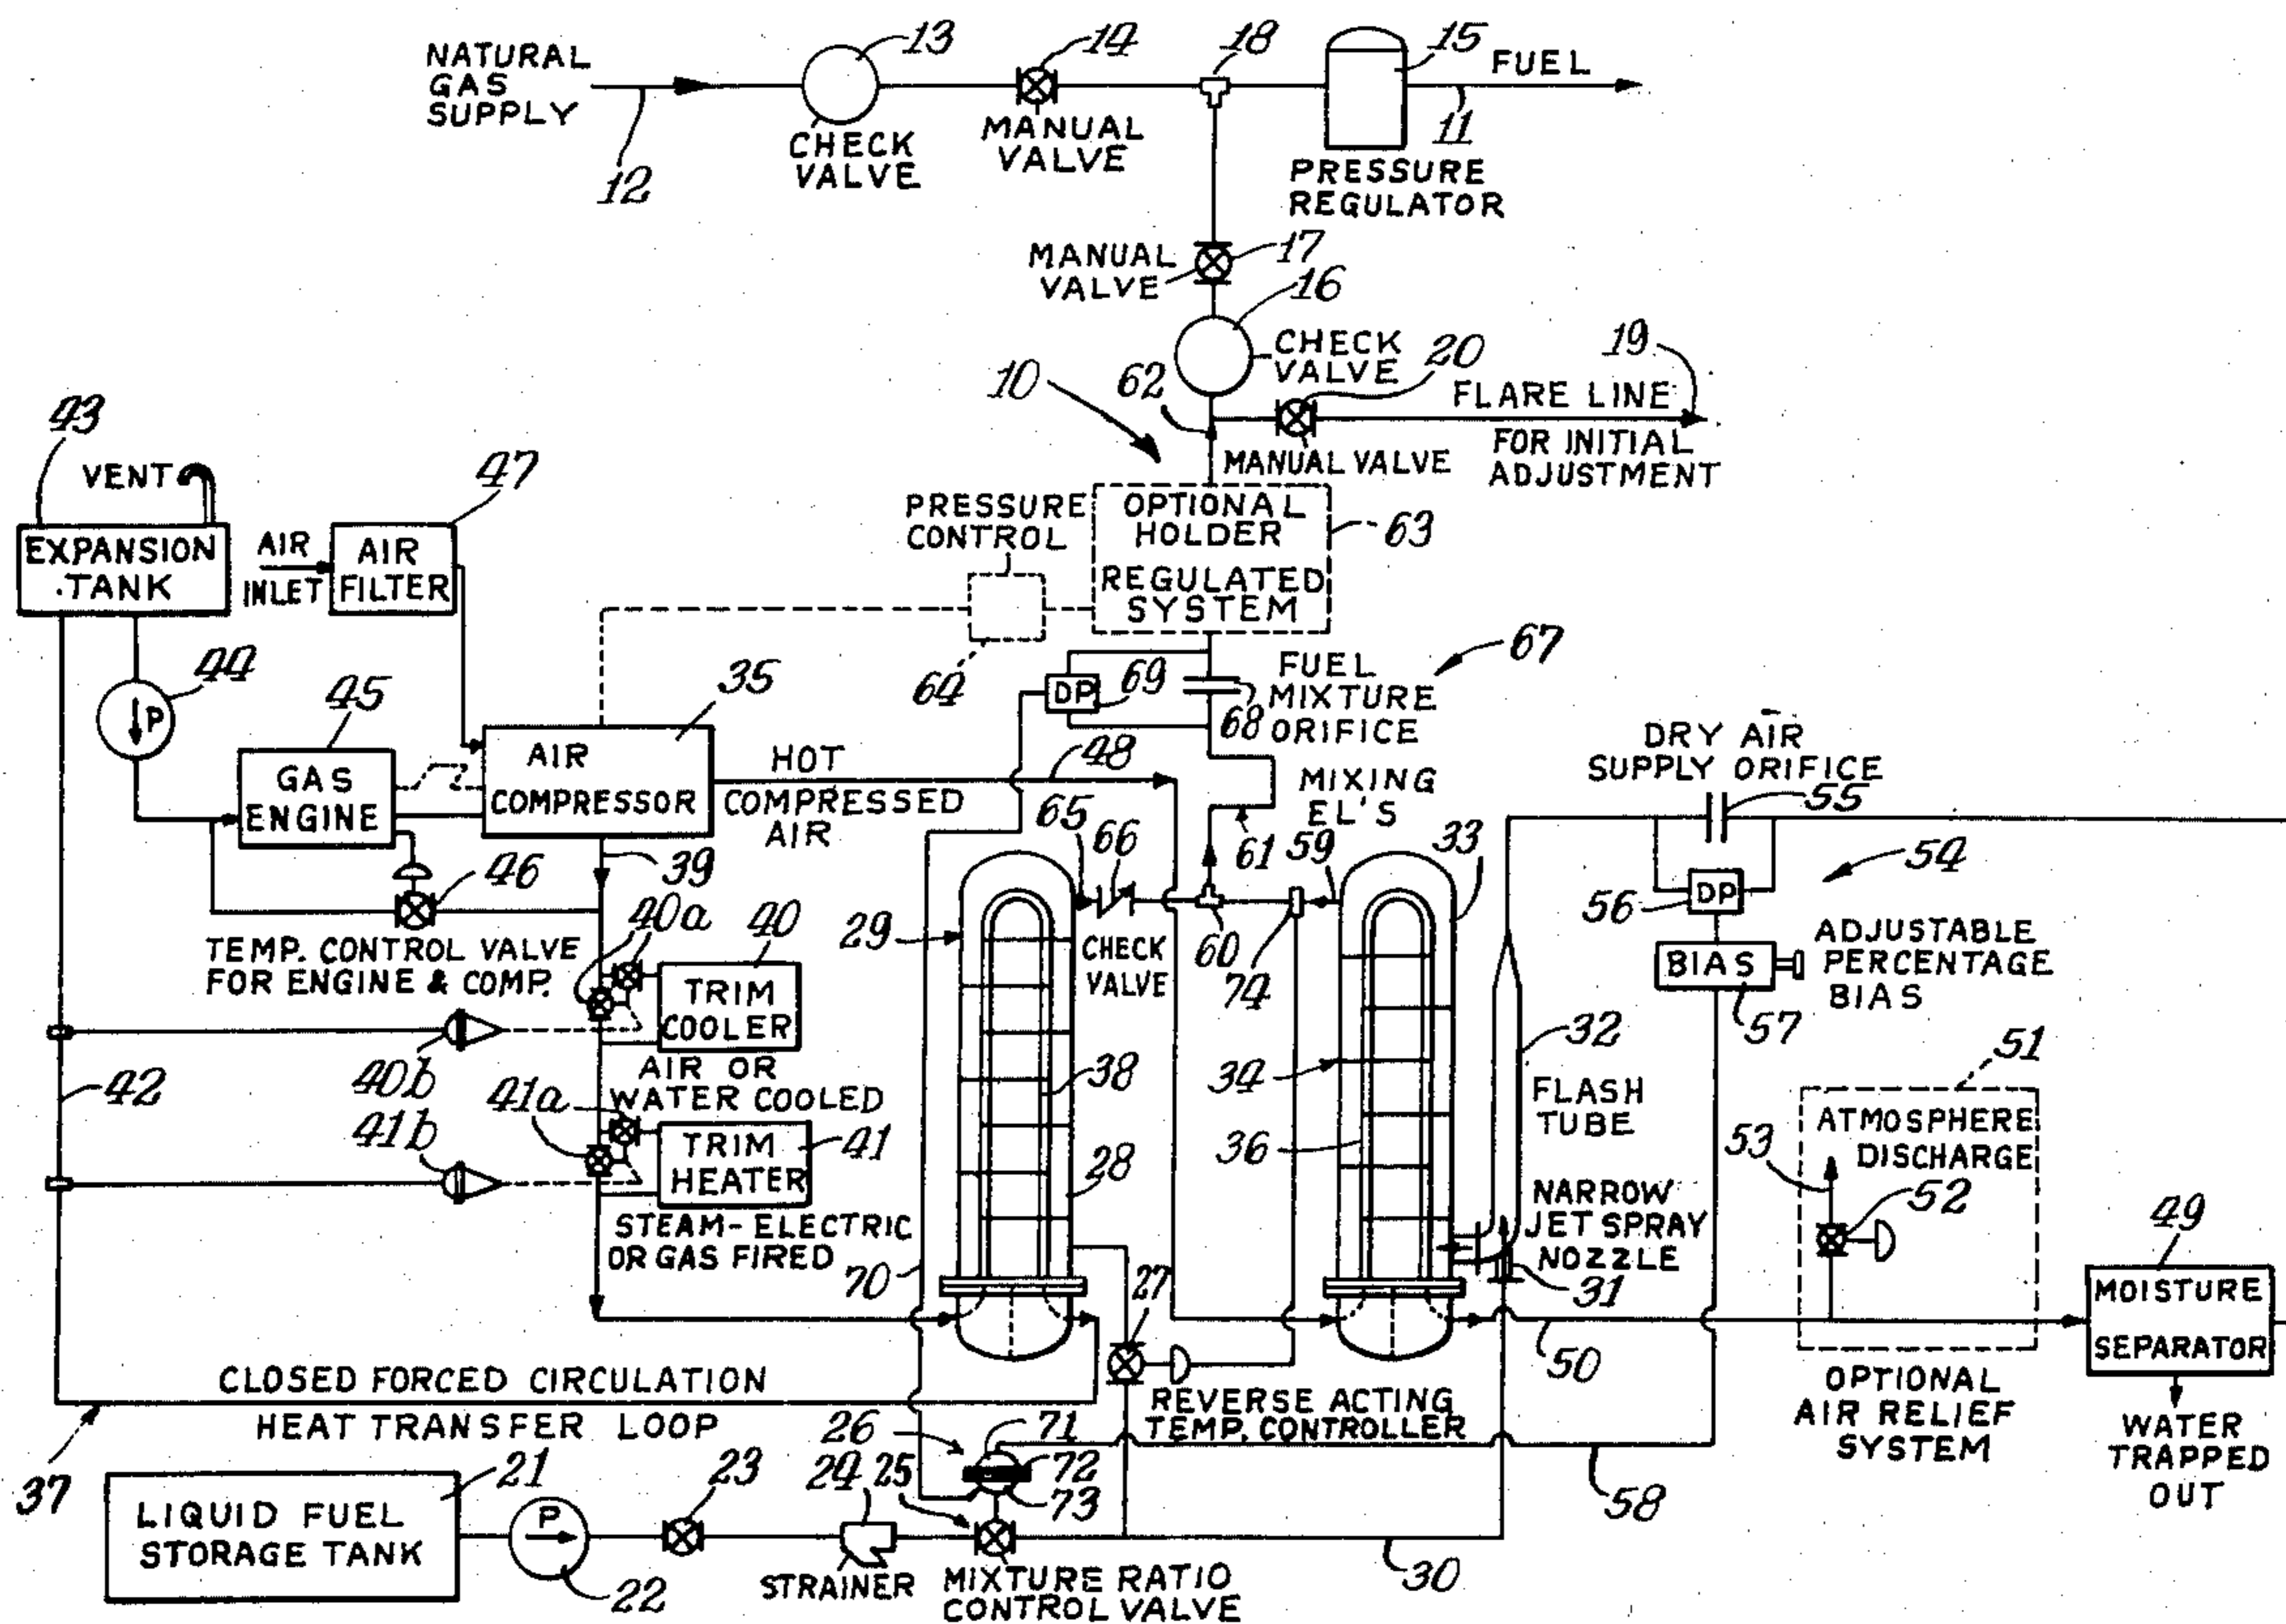 NATURAL
GAS
SUPPLY
12
13
CHECK
VALVE
14
MANUAL
VALVE
18
15
PRESSURE
REGULATOR
FUEL
11
MANUAL
VALVE
17
16
CHECK
VALVE
20
19
FLARE LINE
FOR INITIAL
ADJUSTMENT
MANUAL VALVE
10
62
OPTIONAL
HOLDER
REGULATED
SYSTEM
63
PRESSURE
CONTROL
64
43
VENT
EXPANSION
TANK
47
AIR
INLET
AIR
FILTER
44
P
45
GAS
ENGINE
35
AIR
COMPRESSOR
HOT
COMPRESSED
AIR
48
DP
69
68
FUEL
MIXTURE
ORIFICE
67
MIXING
EL'S
61
39
46
TEMP. CONTROL VALVE
FOR ENGINE & COMP.
40a
40
TRIM
COOLER
AIR OR
WATER COOLED
40b
41a
41
TRIM
HEATER
41b
STEAM-ELECTRIC
OR GAS FIRED
42
65
66
CHECK
VALVE
60
59
74
29
38
28
70
33
34
36
DRY AIR
SUPPLY ORIFICE
55
54
DP
56
BIAS
57
ADJUSTABLE
PERCENTAGE
BIAS
32
FLASH
TUBE
NARROW
JET SPRAY
NOZZLE
31
51
ATMOSPHERE
DISCHARGE
53
52
OPTIONAL
AIR RELIEF
SYSTEM
49
MOISTURE
SEPARATOR
WATER
TRAPPED
OUT
50
27
REVERSE ACTING
TEMP. CONTROLLER
CLOSED FORCED CIRCULATION
HEAT TRANSFER LOOP
37
21
LIQUID FUEL
STORAGE TANK
P
22
23
24
STRAINER
25
26
71
72
73
MIXTURE RATIO
CONTROL VALVE
30
58